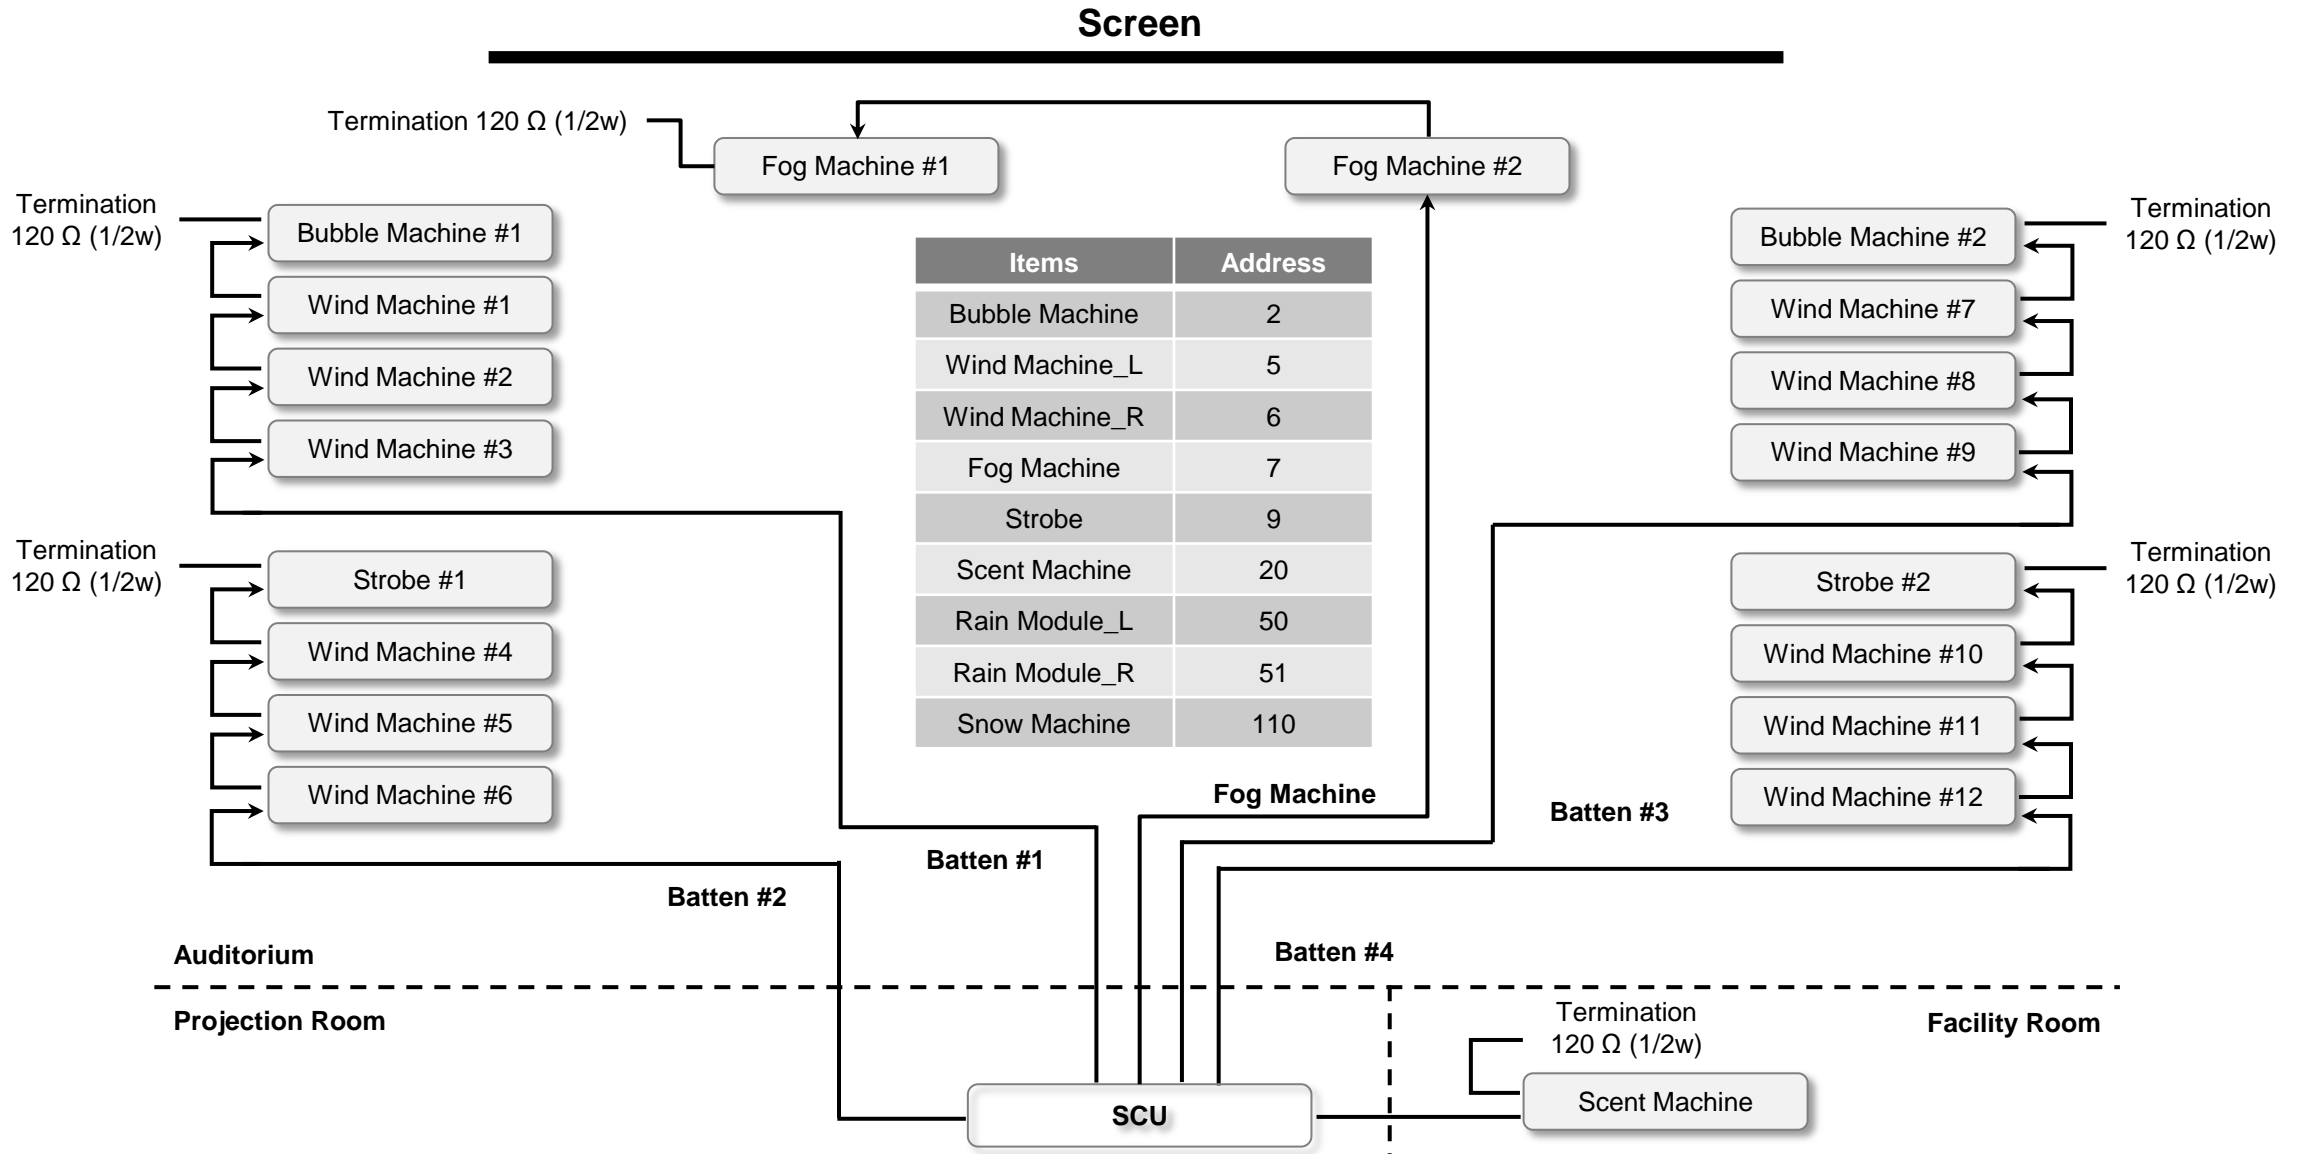 Screen
Termination 120 Ω (1/2w)
Fog Machine #1
Fog Machine #2
Termination
120 Ω (1/2w)
Bubble Machine #1
Wind Machine #1
Wind Machine #2
Wind Machine #3
Termination
120 Ω (1/2w)
Strobe #1
Wind Machine #4
Wind Machine #5
Wind Machine #6
Items Address
Bubble Machine 2
Wind Machine_L 5
Wind Machine_R 6
Fog Machine 7
Strobe 9
Scent Machine 20
Rain Module_L 50
Rain Module_R 51
Snow Machine 110
Bubble Machine #2
Termination
120 Ω (1/2w)
Wind Machine #7
Wind Machine #8
Wind Machine #9
Strobe #2
Termination
120 Ω (1/2w)
Wind Machine #10
Wind Machine #11
Wind Machine #12
Fog Machine
Batten #3
Batten #1
Batten #2
Batten #4
Auditorium
Projection Room
Facility Room
Termination
120 Ω (1/2w)
SCU
Scent Machine